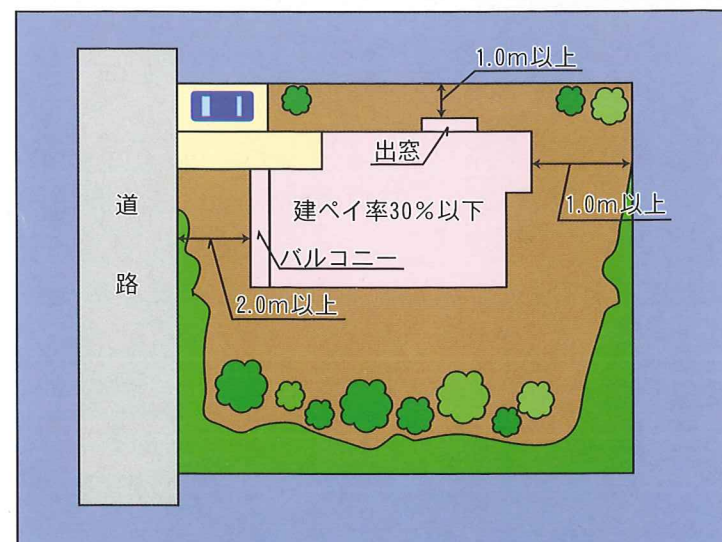 1.0m以上
出窓
道路
建ペイ率30%以下
1.0m以上
バルコニー
2.0m以上